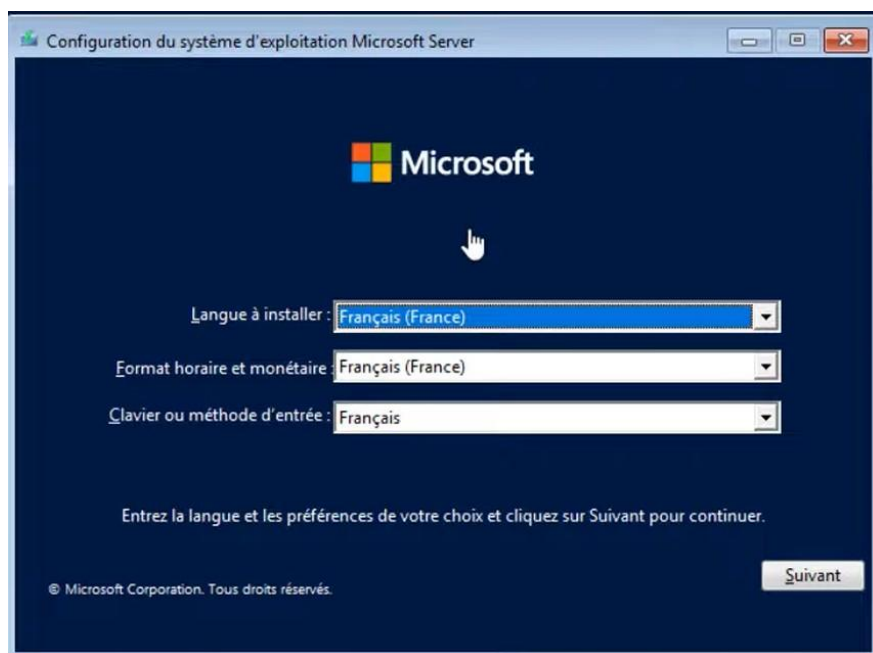 Configuration du système d'exploitation Microsoft Server
Microsoft
Langue à installer : Français (France)
Format horaire et monétaire : Français (France)
Clavier ou méthode d'entrée : Français
Entrez la langue et les préférences de votre choix et cliquez sur Suivant pour continuer.
Suivant
© Microsoft Corporation. Tous droits réservés.